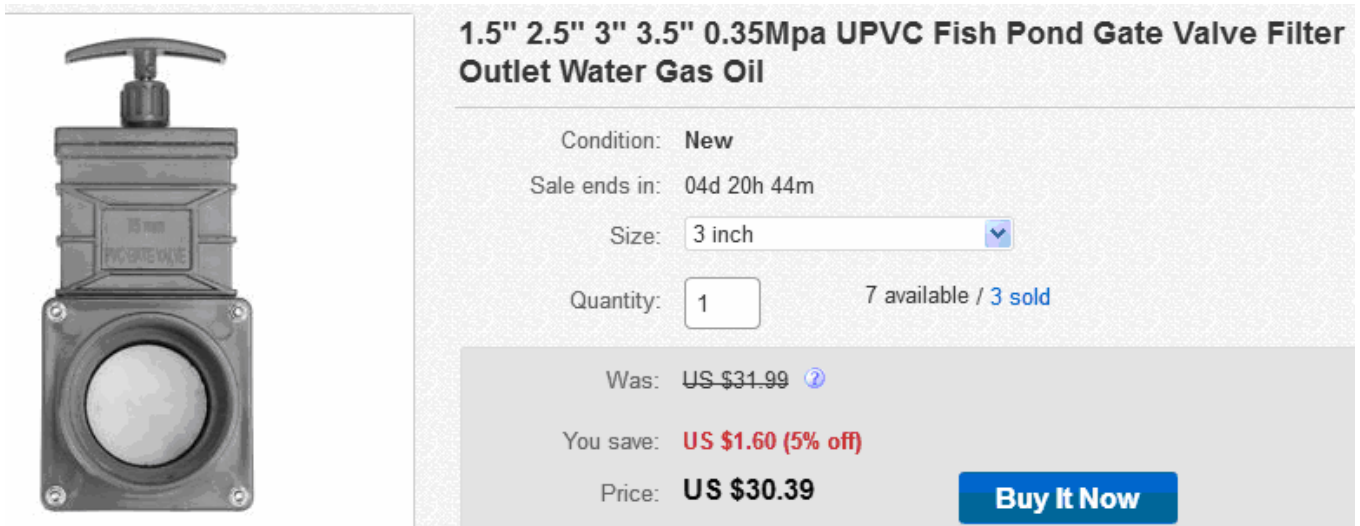 1.5" 2.5" 3" 3.5" 0.35Mpa UPVC Fish Pond Gate Valve Filter
Outlet Water Gas Oil
Condition: New
Sale ends in: 04d 20h 44m
Size: 3 inch
Quantity: 1 7 available / 3 sold
Was: US $31.99 ?
You save: US $1.60 (5% off)
Price: US $30.39
Buy It Now
mm
PVC GATE VALVE